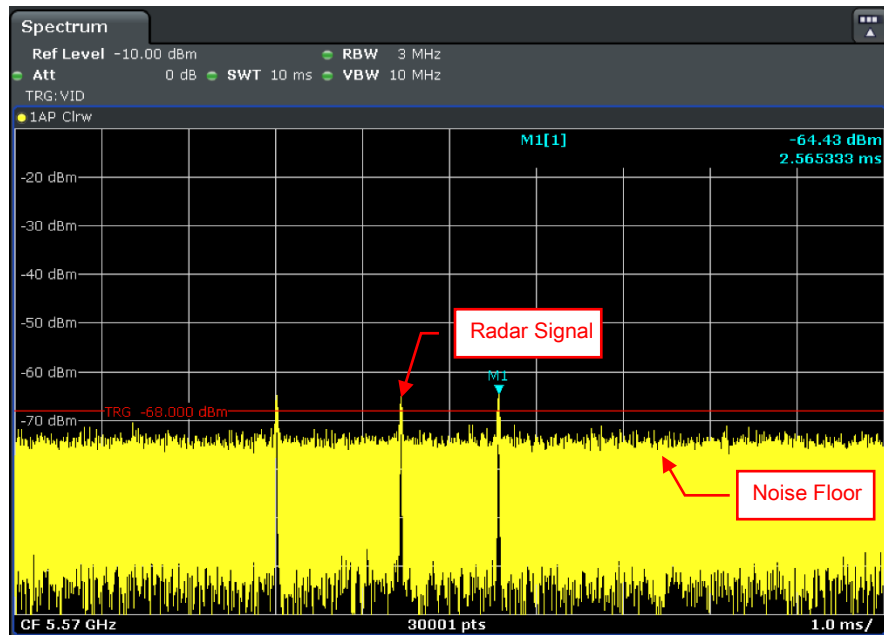 Spectrum
Ref Level -10.00 dBm RBW 3 MHz
Att 0 dB SWT 10 ms VBW 10 MHz
TRG:VID
1AP Clrw
M1[1] -64.43 dBm
2.565333 ms
-20 dBm
-30 dBm
-40 dBm
-50 dBm
Radar Signal
-60 dBm
M1
TRG -68.000 dBm
-70 dBm
Noise Floor
CF 5.57 GHz 30001 pts 1.0 ms/